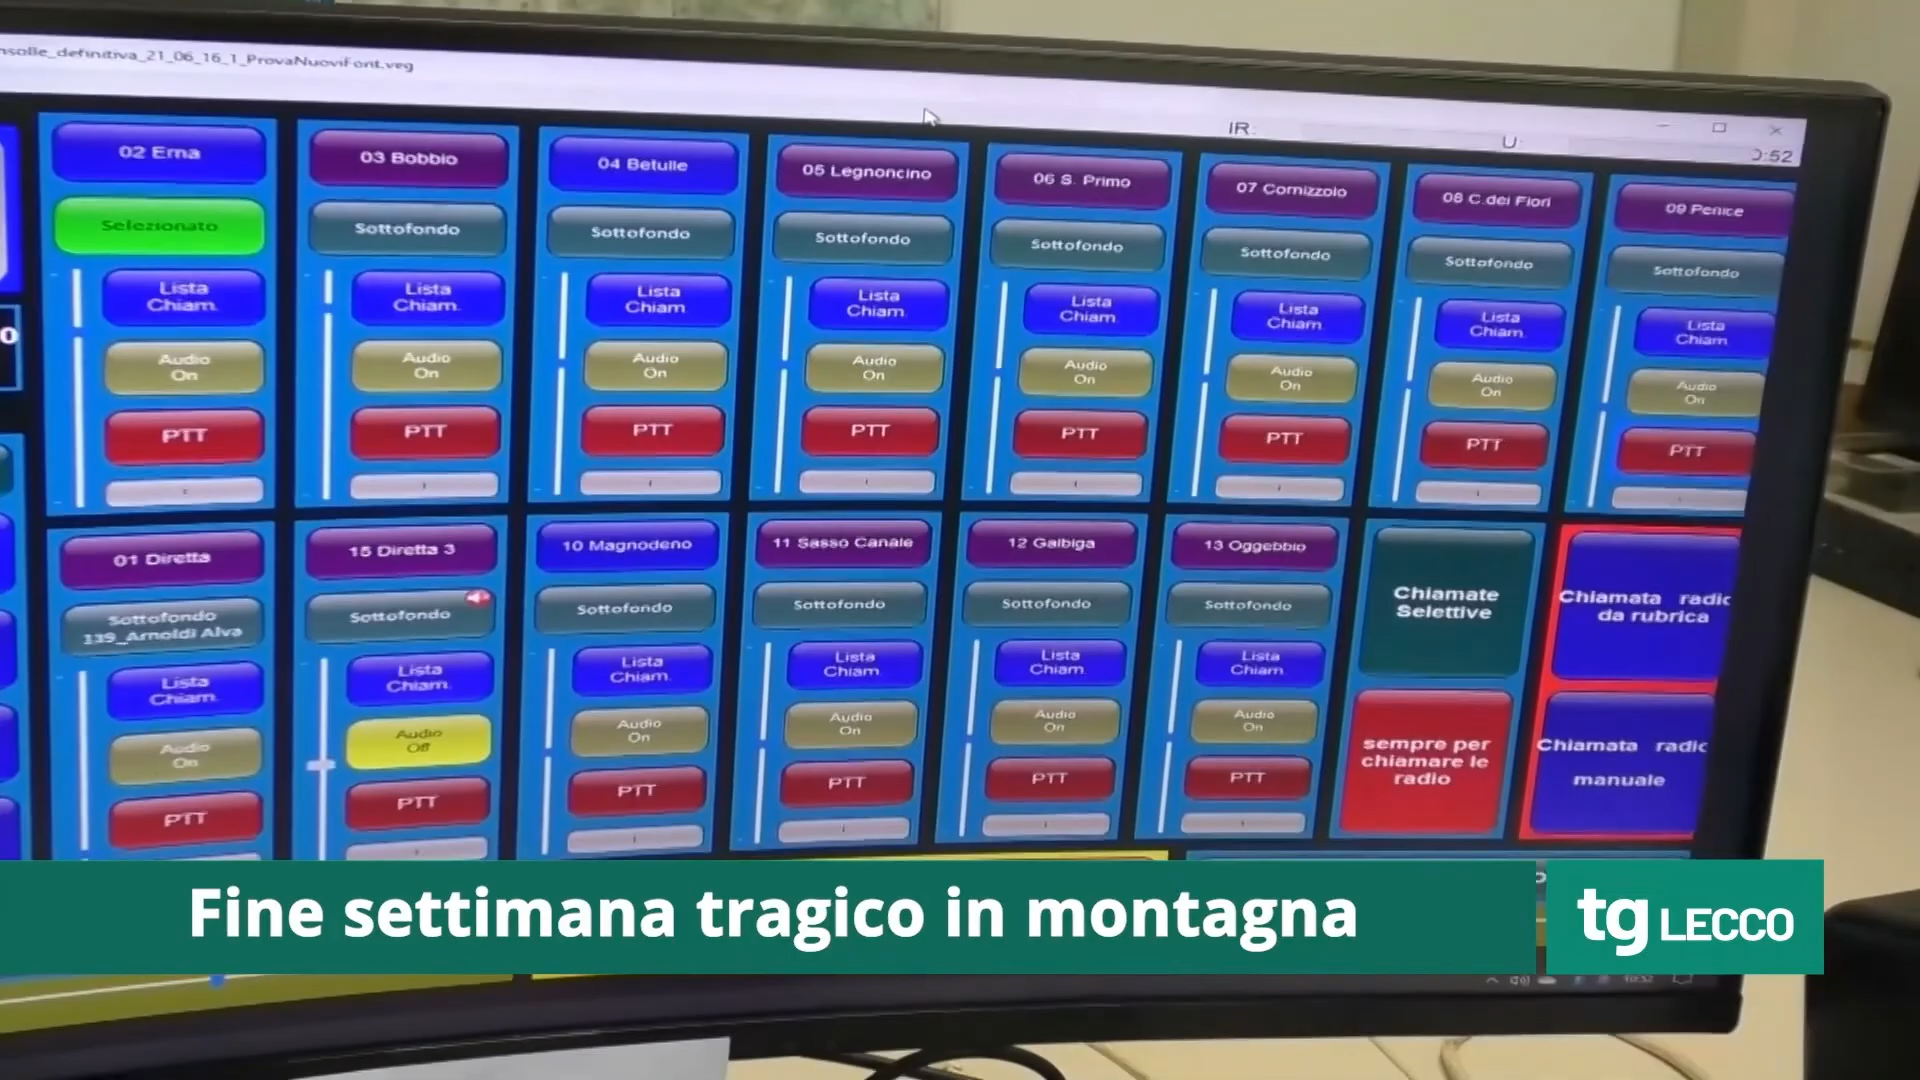 nsolle_definitiva_21_06_16_1_ProvaNuoviFont.veg
IR:
U:
0:52
02 Erna
03 Bobbio
04 Betulle
05 Legnoncino
06 S. Primo
07 Cornizzolo
08 C.dei Fiori
09 Penice
Selezionato
Sottofondo
Sottofondo
Sottofondo
Sottofondo
Sottofondo
Sottofondo
Sottofondo
Lista
Chiam.
Lista
Chiam.
Lista
Chiam.
Lista
Chiam.
Lista
Chiam.
Lista
Chiam.
Lista
Chiam.
Lista
Chiam.
Audio
On
Audio
On
Audio
On
Audio
On
Audio
On
Audio
On
Audio
On
Audio
On
PTT
PTT
PTT
PTT
PTT
PTT
PTT
PTT
01 Diretta
15 Diretta 3
10 Magnodeno
11 Sasso Canale
12 Galbiga
13 Oggebbio
Sottofondo
139_Arnoldi Alva
Sottofondo
Sottofondo
Sottofondo
Sottofondo
Sottofondo
Lista
Chiam.
Lista
Chiam.
Lista
Chiam.
Lista
Chiam.
Lista
Chiam.
Lista
Chiam.
Audio
On
Audio
Off
Audio
On
Audio
On
Audio
On
Audio
On
PTT
PTT
PTT
PTT
PTT
PTT
Chiamate
Selettive
Chiamata radio
da rubrica
sempre per
chiamare le
radio
Chiamata radio
manuale
Fine settimana tragico in montagna
tg LECCO